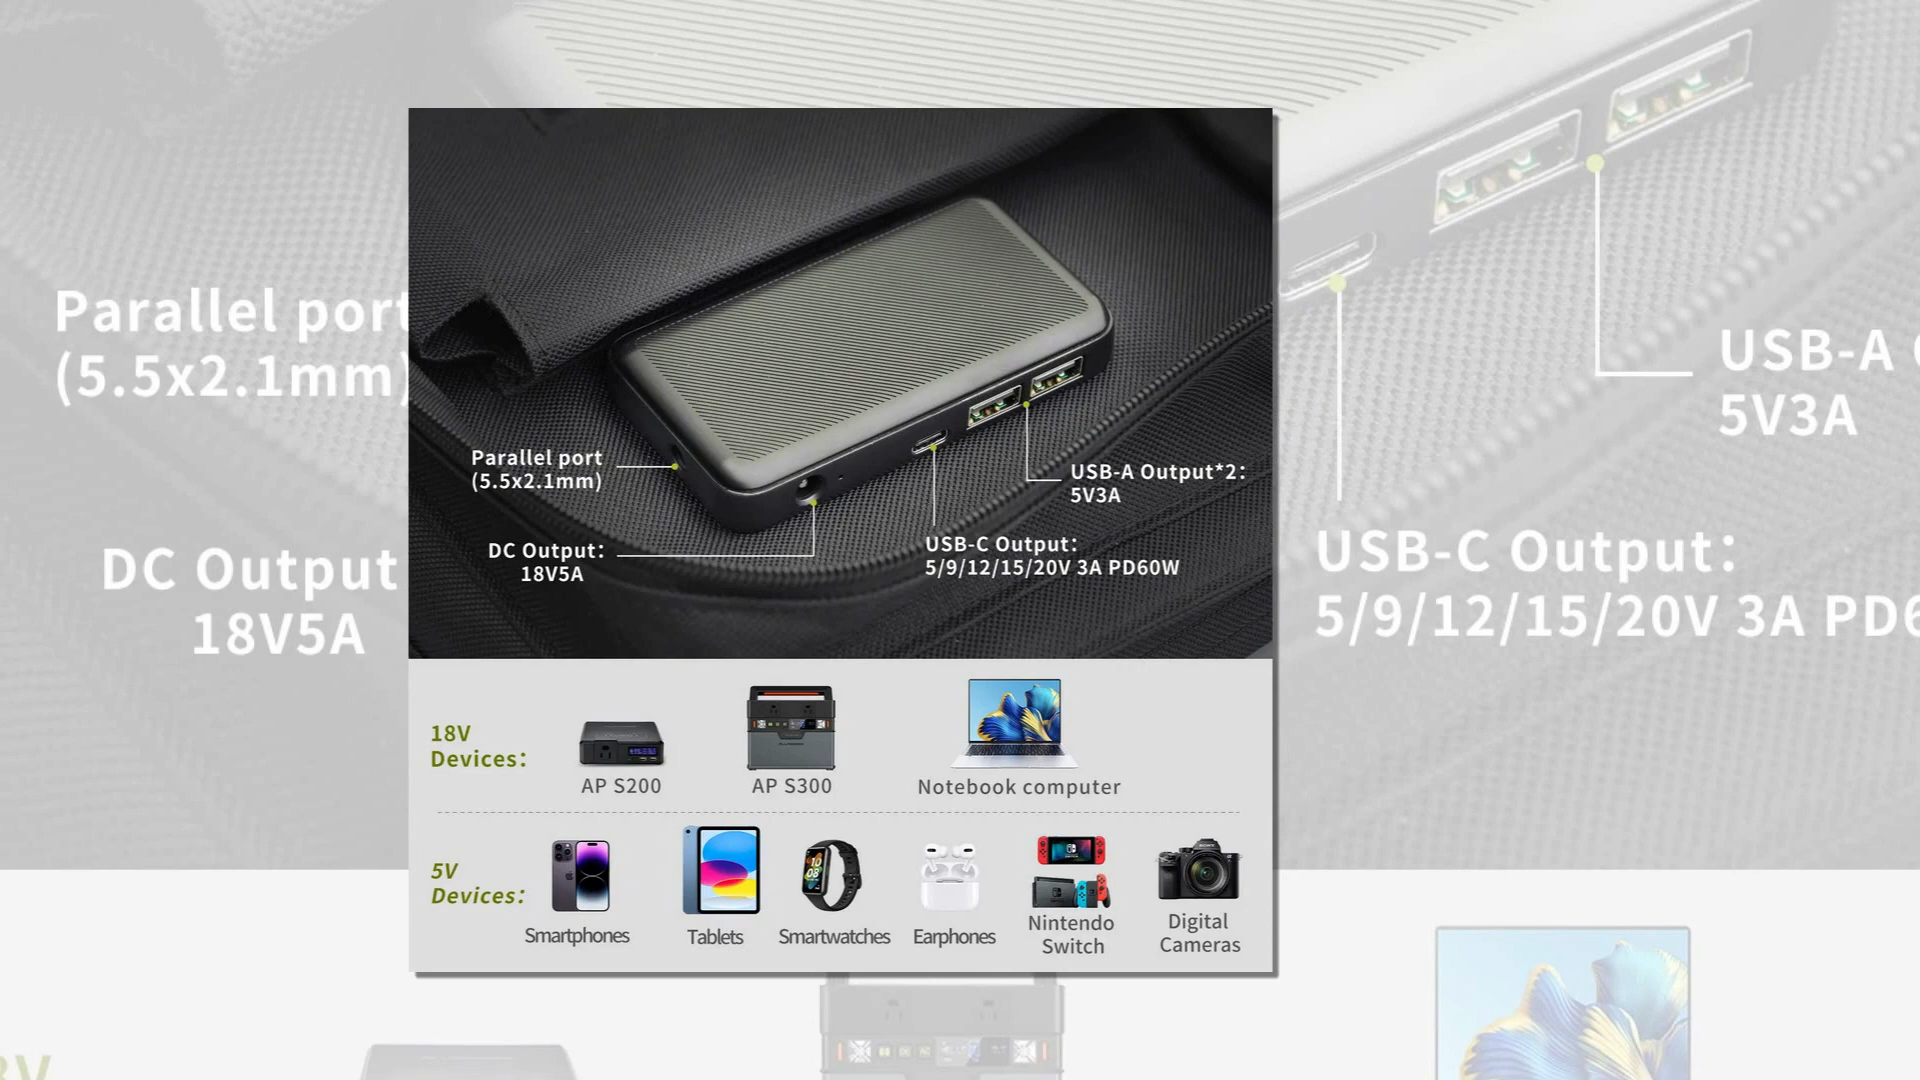 Parallel port
(5.5x2.1mm)
DC Output:
18V5A
USB-C Output:
5/9/12/15/20V 3A PD60W
USB-A Output*2:
5V3A
18V
Devices:
AP S200
AP S300
Notebook computer
5V
Devices:
Smartphones
Tablets
Smartwatches
Earphones
Nintendo
Switch
Digital
Cameras
Parallel port
(5.5x2.1mm)
DC Output
18V5A
USB-A
5V3A
USB-C Output:
5/9/12/15/20V 3A PD6